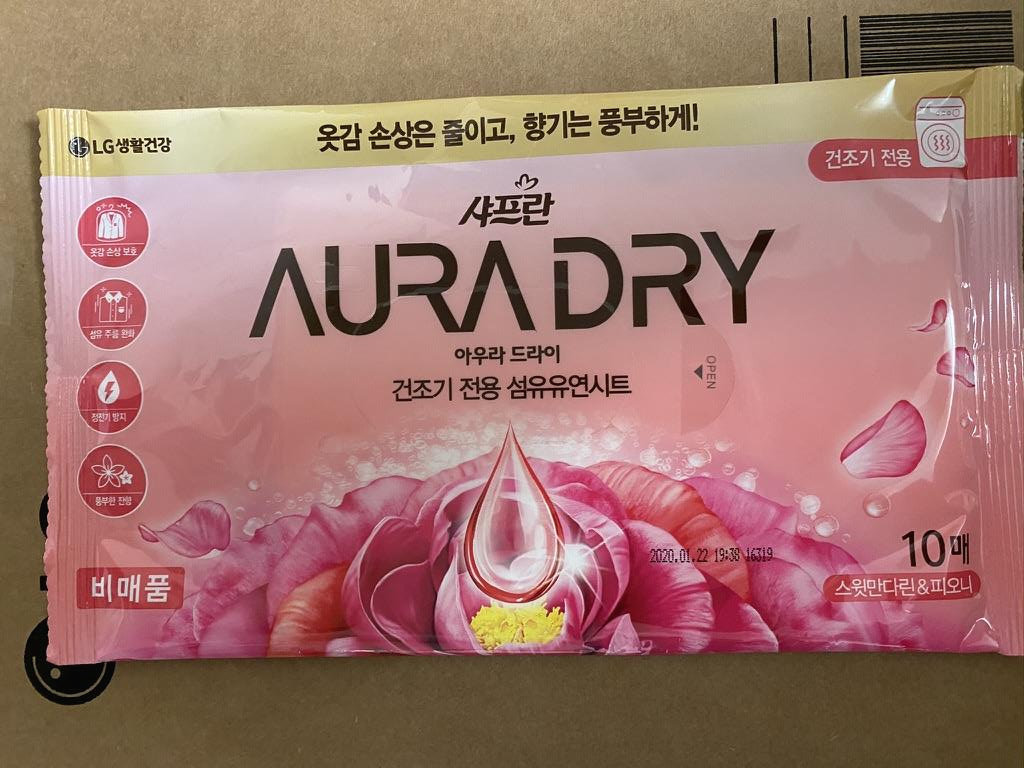 LG생활건강
옷감 손상은 줄이고, 향기는 풍부하게!
건조기 전용
샤프란
AURA DRY
아우라 드라이
건조기 전용 섬유유연시트
OPEN
옷감 손상 보호
섬유 주름 완화
정전기 방지
풍부한 잔향
비매품
2020.01.22 19:38 16319
10매
스윗만다린&피오니